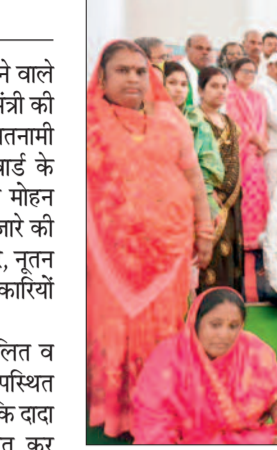 ने वाले
मंत्री की
तनामी
वार्ड के
मोहन
जारे की
नूतन
कारियों
लित व
पस्थित
कि दादा
कर